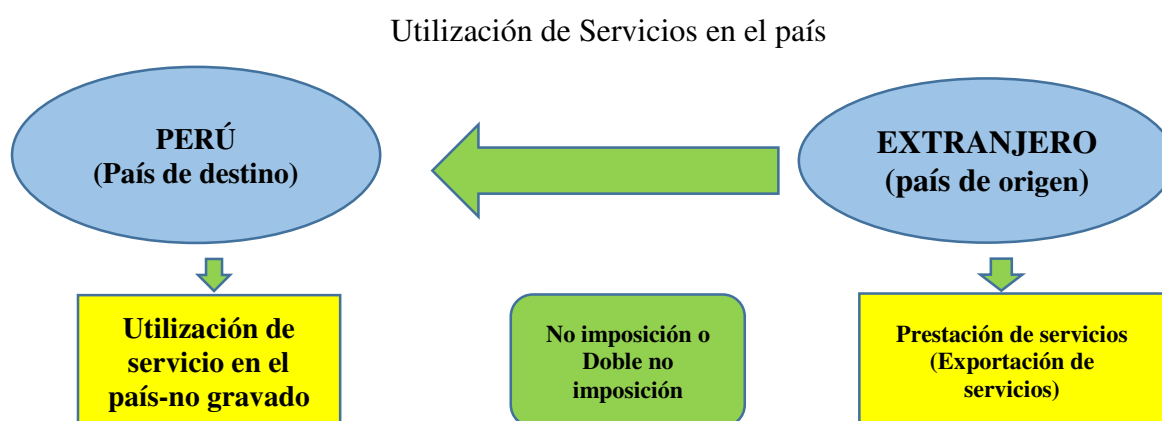 Utilización de Servicios en el país
PERÚ
(País de destino)
EXTRANJERO
(país de origen)
Utilización de
servicio en el
país-no gravado
No imposición o
Doble no
imposición
Prestación de servicios
(Exportación de
servicios)